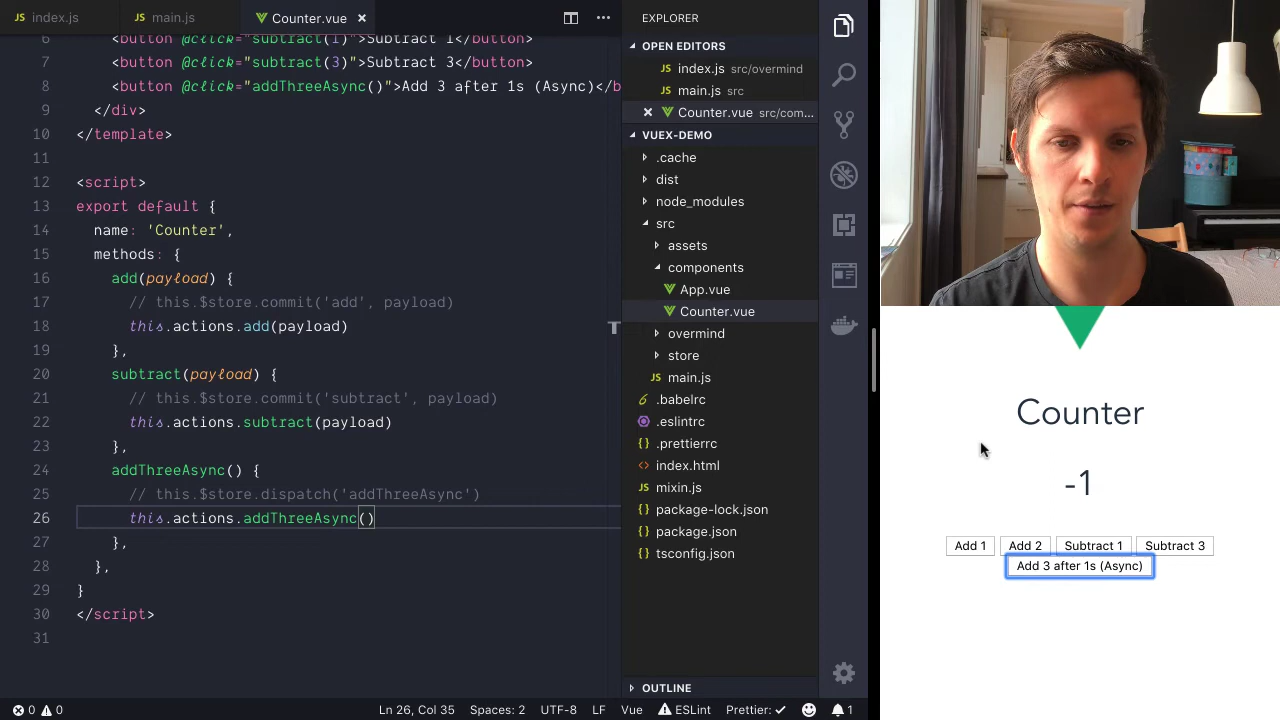 index.js
main.js
Counter.vue
6 <button @click="subtract(1)">Subtract 1</button>
7 <button @click="subtract(3)">Subtract 3</button>
8 <button @click="addThreeAsync()">Add 3 after 1s (Async)</b
9 </div>
10 </template>
11
12 <script>
13 export default {
14 name: 'Counter',
15 methods: {
16 add(payload) {
17 // this.$store.commit('add', payload)
18 this.actions.add(payload)
19 },
20 subtract(payload) {
21 // this.$store.commit('subtract', payload)
22 this.actions.subtract(payload)
23 },
24 addThreeAsync() {
25 // this.$store.dispatch('addThreeAsync')
26 this.actions.addThreeAsync()
27 },
28 },
29 }
30 </script>
31
EXPLORER
OPEN EDITORS
JS index.js src/overmind
JS main.js src
Counter.vue src/com...
VUEX-DEMO
.cache
dist
node_modules
src
assets
components
App.vue
Counter.vue
overmind
store
JS main.js
.babelrc
.eslintrc
{ } .prettierrc
<> index.html
JS mixin.js
{ } package-lock.json
{ } package.json
{ } tsconfig.json
OUTLINE
0 0
Ln 26, Col 35
Spaces: 2
UTF-8
LF
Vue
ESLint
Prettier: ✓
1
Counter
-1
Add 1
Add 2
Subtract 1
Subtract 3
Add 3 after 1s (Async)